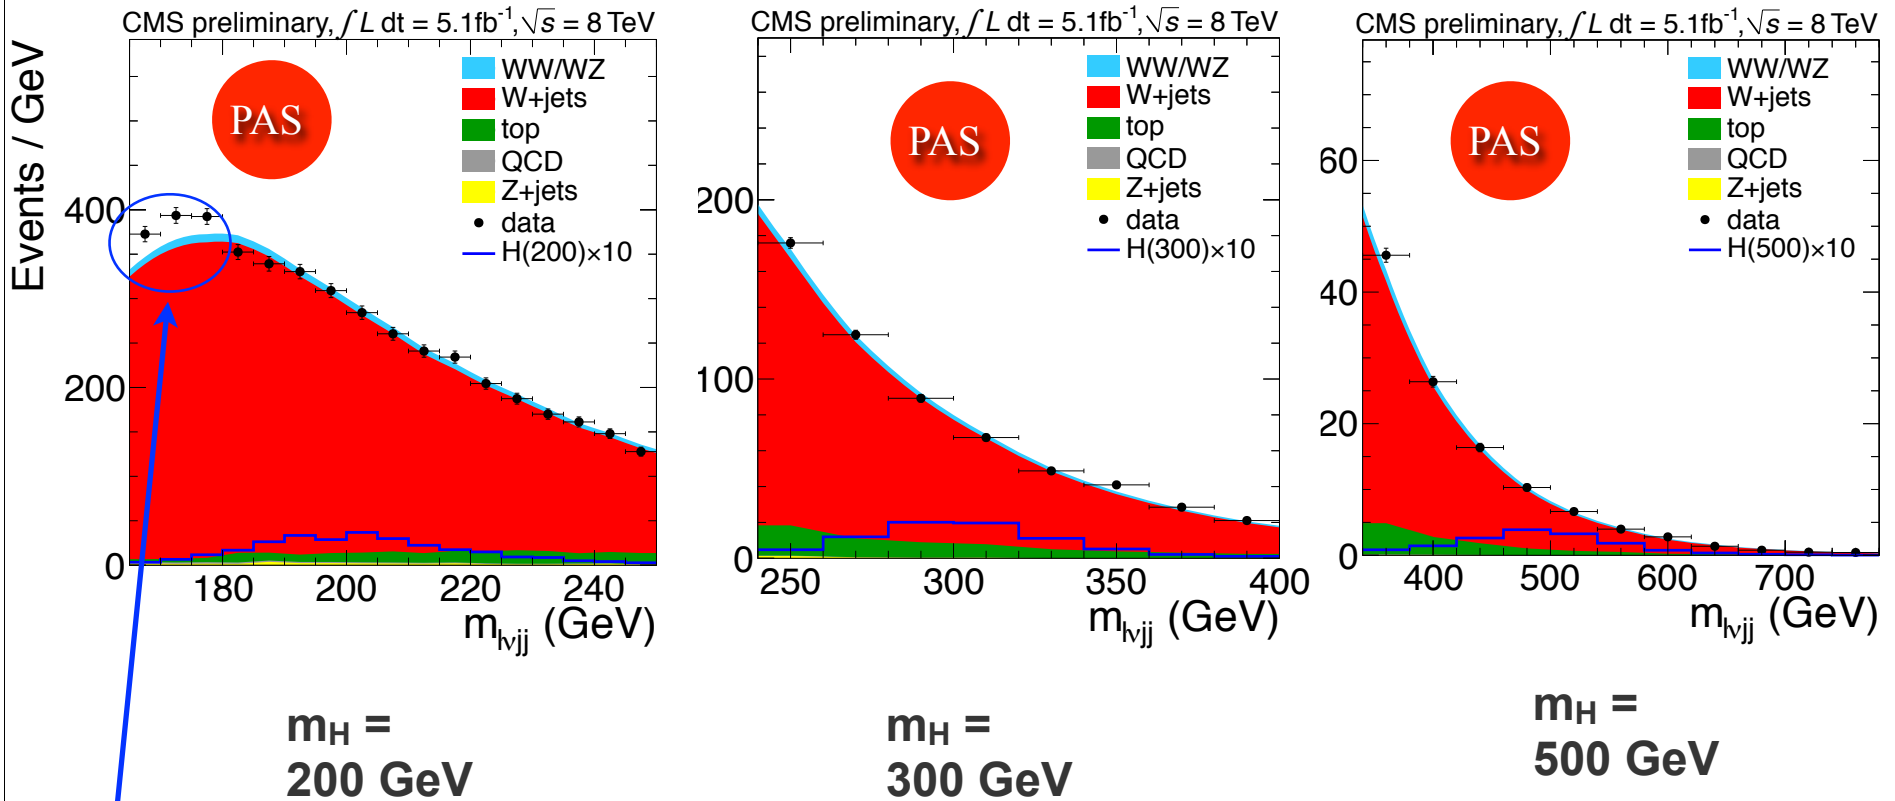 CMS preliminary, ∫ L dt = 5.1fb⁻¹, √s = 8 TeV
Events / GeV
PAS
WW/WZ
W+jets
top
QCD
Z+jets
data
H(200)×10
400
200
0
180 200 220 240
m_lνjj (GeV)
m_H =
200 GeV
CMS preliminary, ∫ L dt = 5.1fb⁻¹, √s = 8 TeV
PAS
WW/WZ
W+jets
top
QCD
Z+jets
data
H(300)×10
200
100
0
250 300 350 400
m_lνjj (GeV)
m_H =
300 GeV
CMS preliminary, ∫ L dt = 5.1fb⁻¹, √s = 8 TeV
PAS
WW/WZ
W+jets
top
QCD
Z+jets
data
H(500)×10
60
40
20
0
400 500 600 700
m_lνjj (GeV)
m_H =
500 GeV